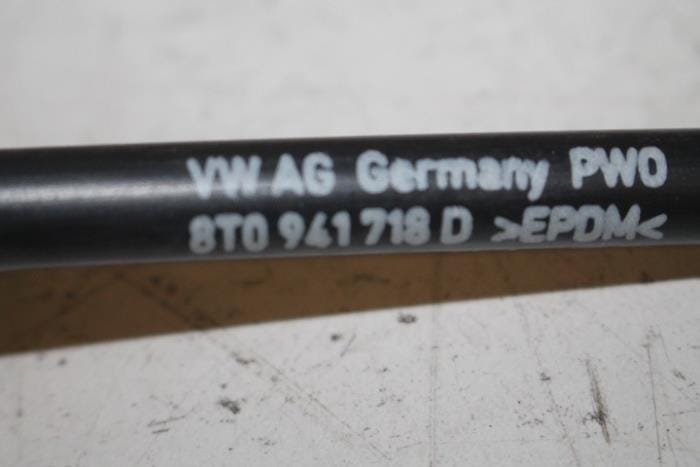 VW AG Germany PWO
8T0 941 718 D >EPDM<